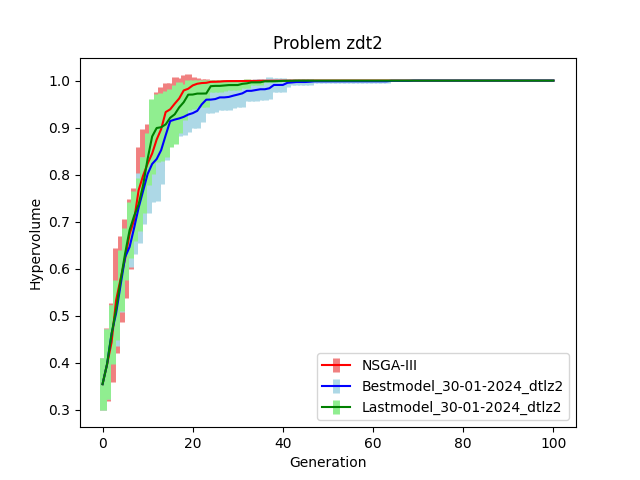 Problem zdt2
Hypervolume
1.0
0.9
0.8
0.7
0.6
0.5
0.4
0.3
NSGA-III
Bestmodel_30-01-2024_dtlz2
Lastmodel_30-01-2024_dtlz2
0 20 40 60 80 100
Generation